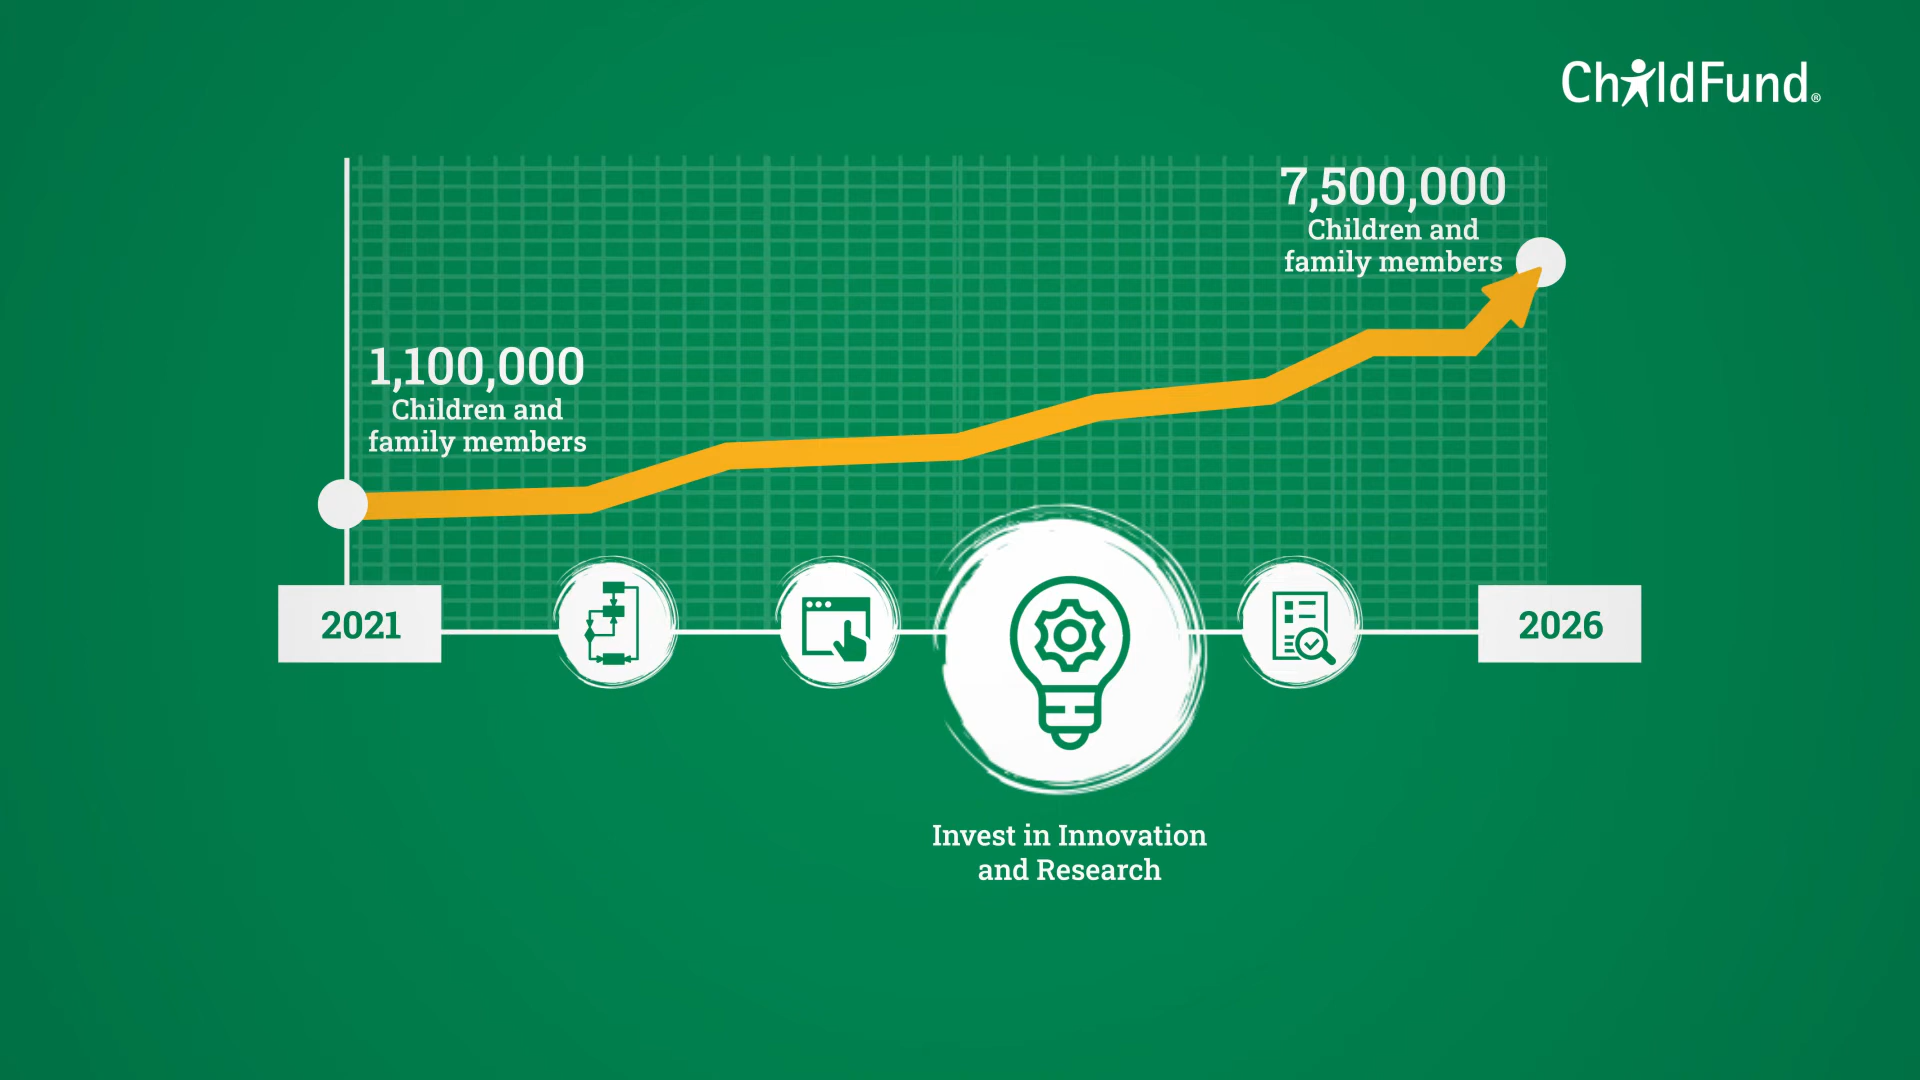 ChildFund®
7,500,000
Children and
family members
1,100,000
Children and
family members
2021
2026
Invest in Innovation
and Research